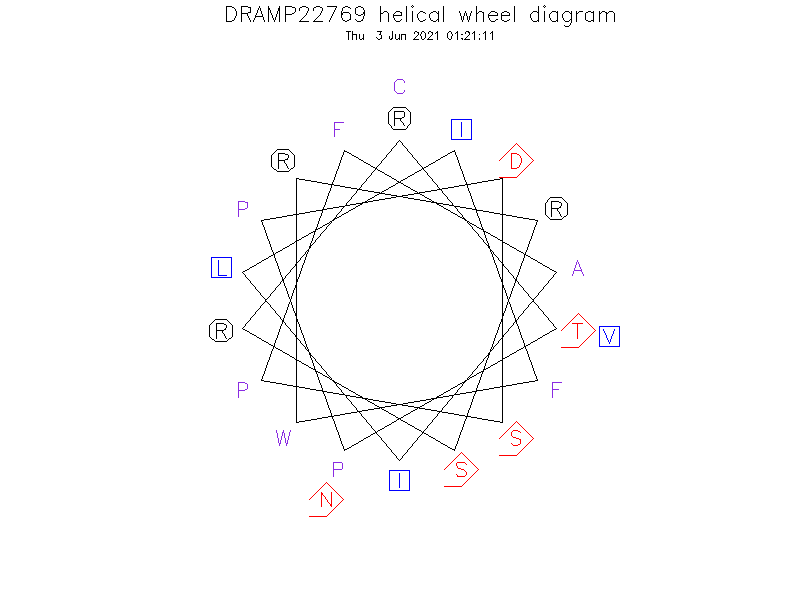 DRAMP22769 helical wheel diagram
Thu 3 Jun 2021 01:21:11
C
F R I
R D
P R
L A
R T V
P F
W S
P I S
N